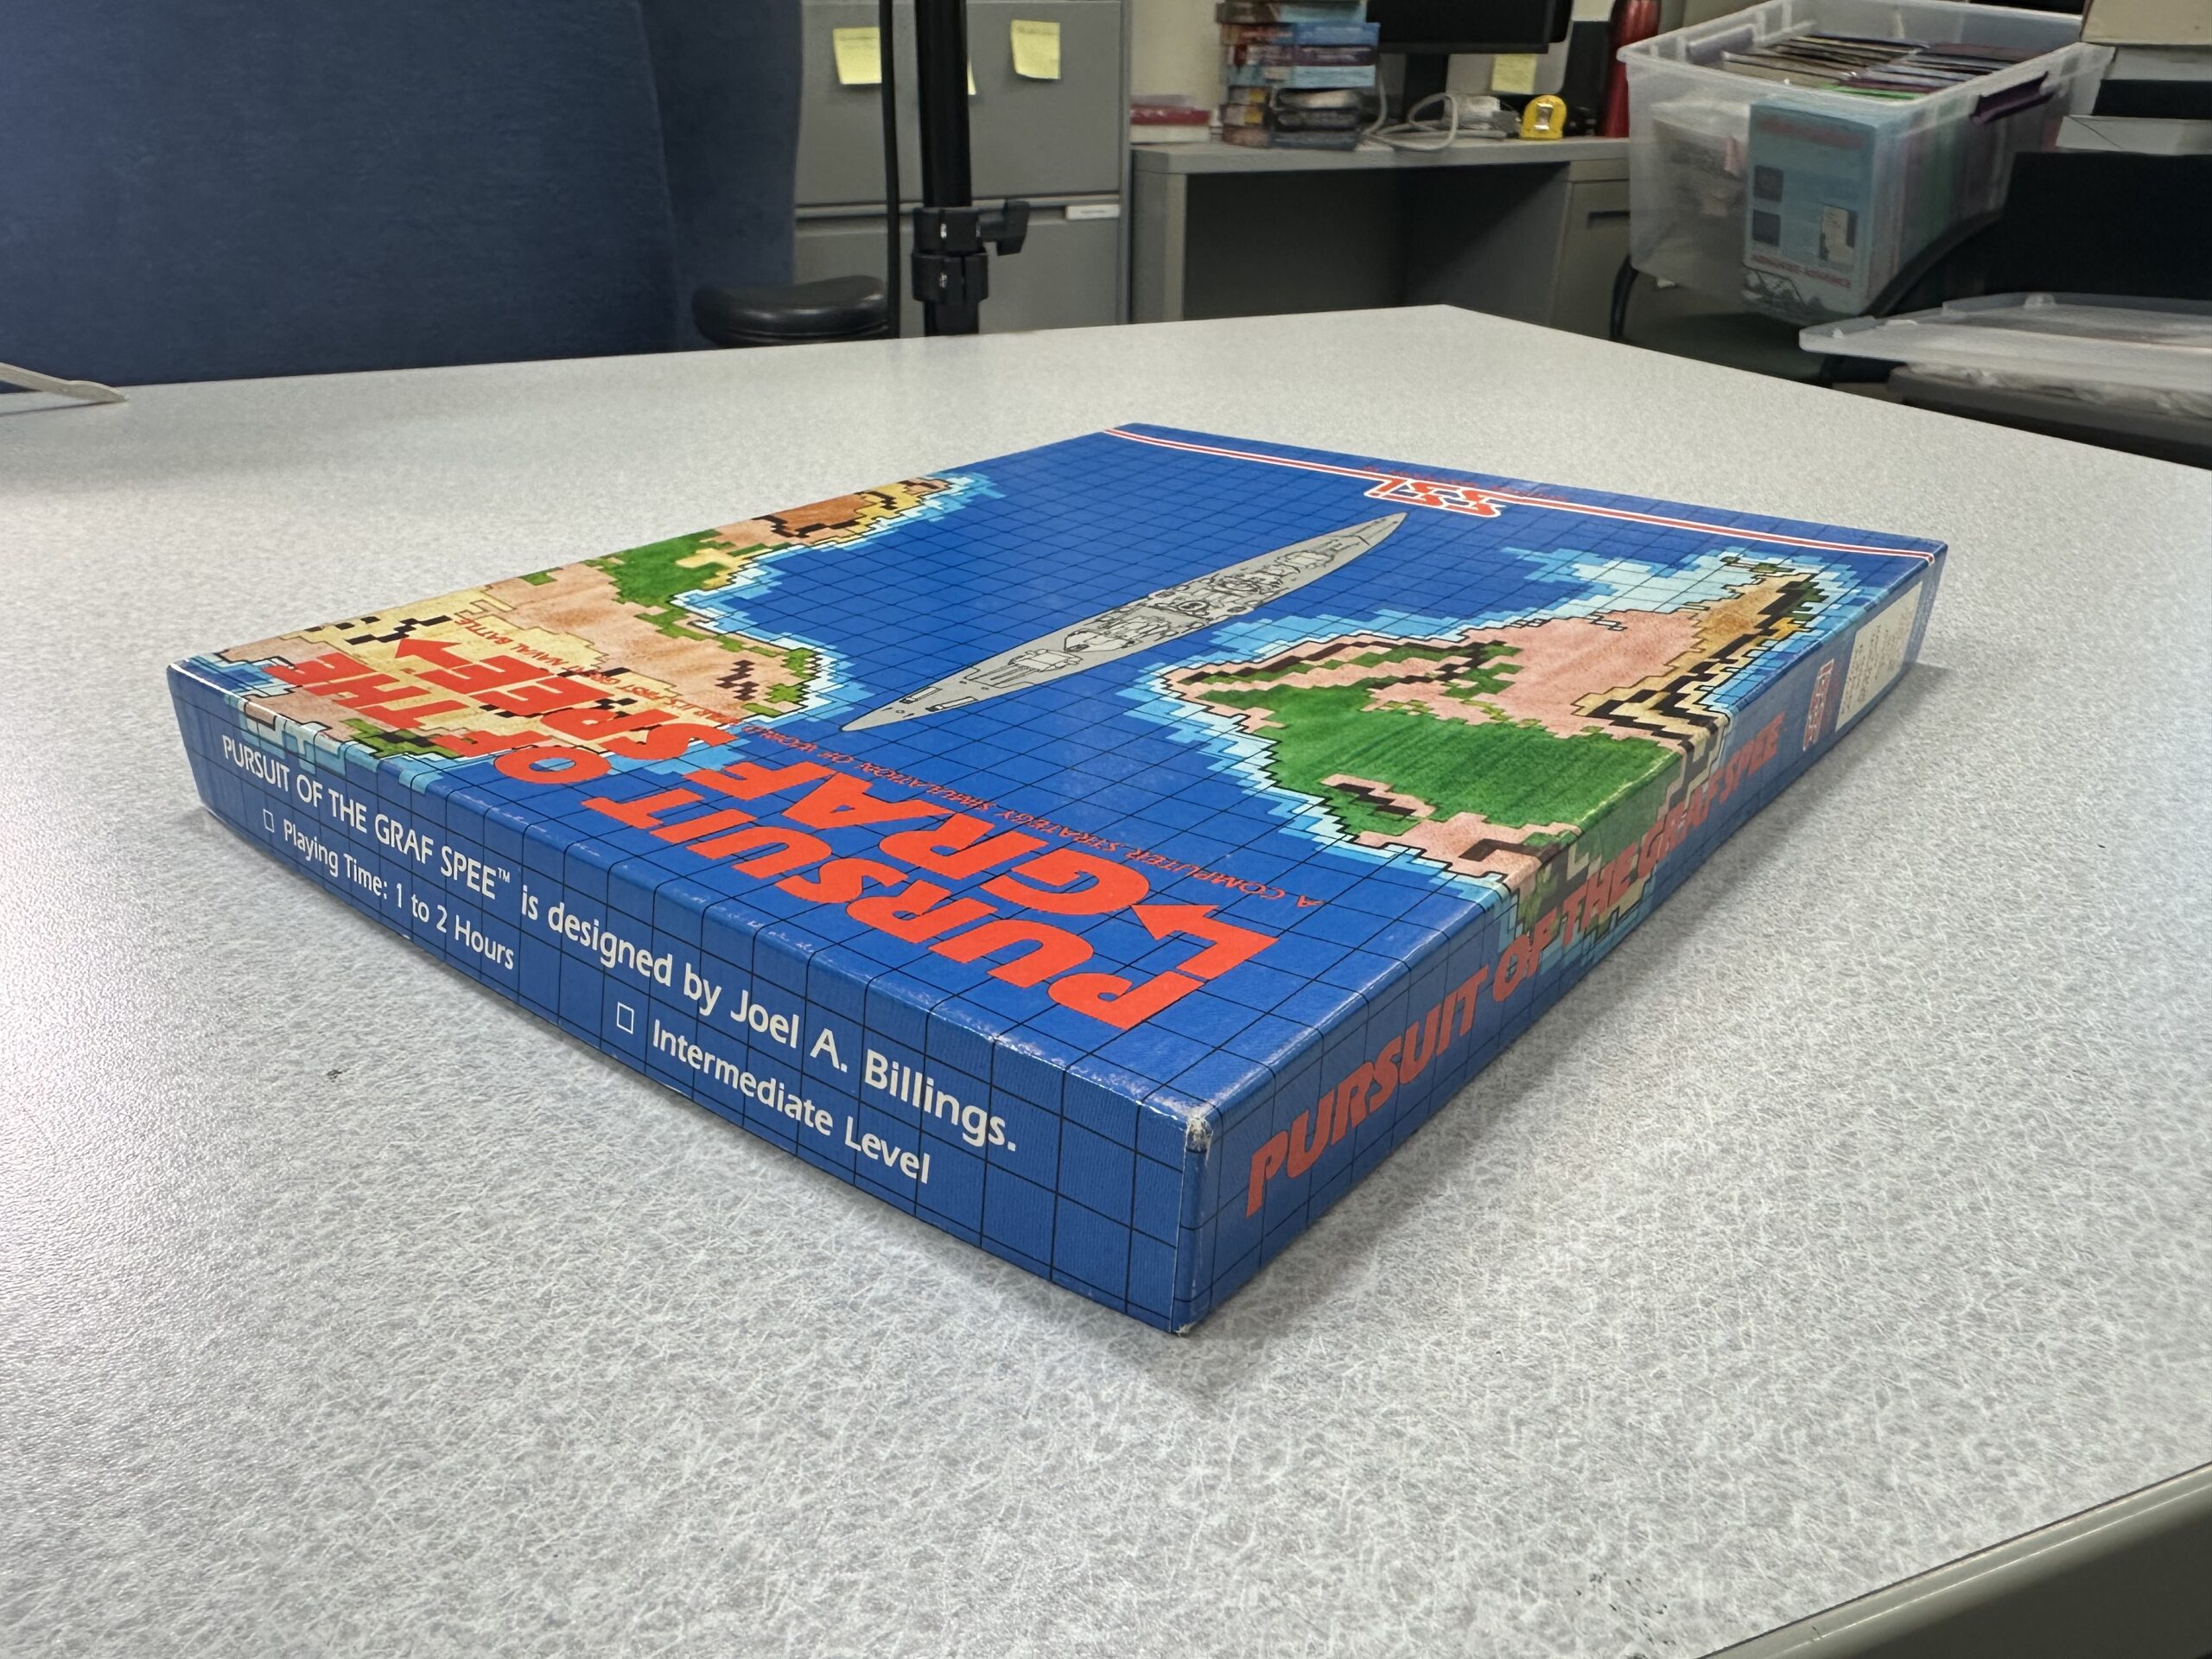 SSI
PURSUIT OF THE
GRAF SPEE
A COMPUTER STRATEGY SIMULATION OF WORLD WAR II'S FIRST GREAT NAVAL BATTLE
PURSUIT OF THE GRAF SPEE™ is designed by Joel A. Billings.
□ Playing Time: 1 to 2 Hours
□ Intermediate Level
PURSUIT OF THE GRAF SPEE